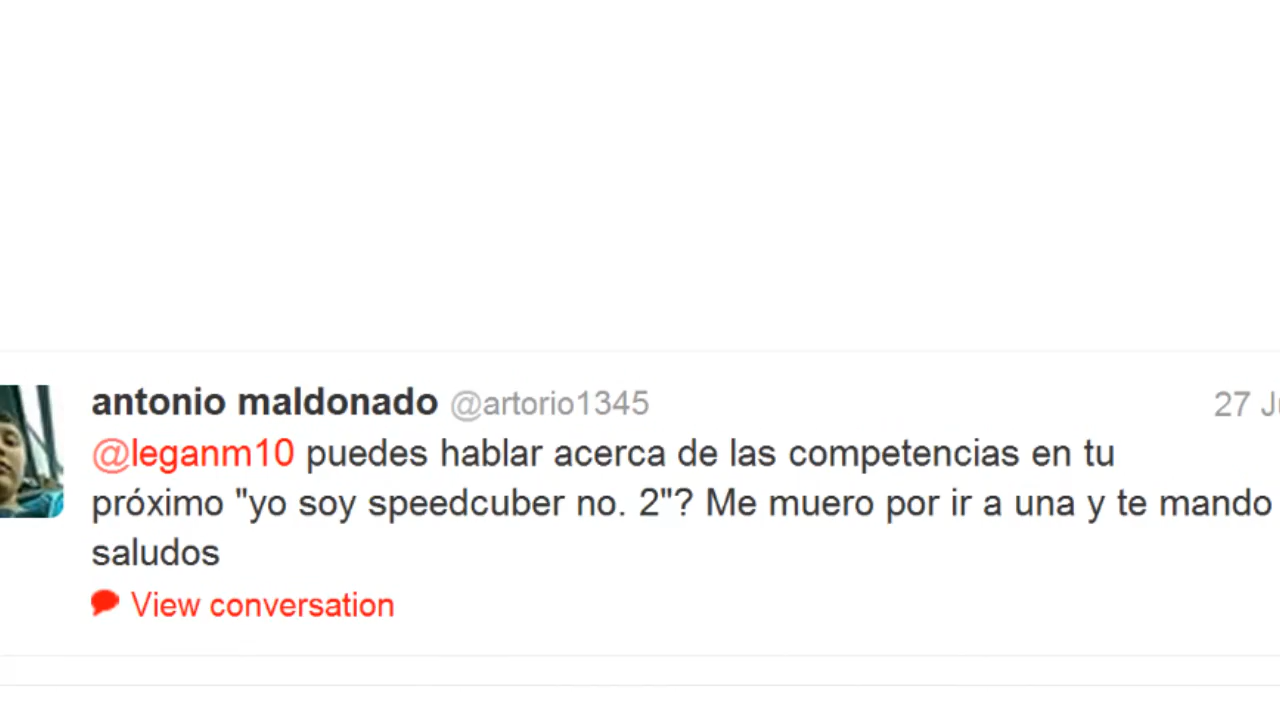 antonio maldonado @artorio1345 27
@leganm10 puedes hablar acerca de las competencias en tu
próximo "yo soy speedcuber no. 2"? Me muero por ir a una y te mando
saludos
View conversation